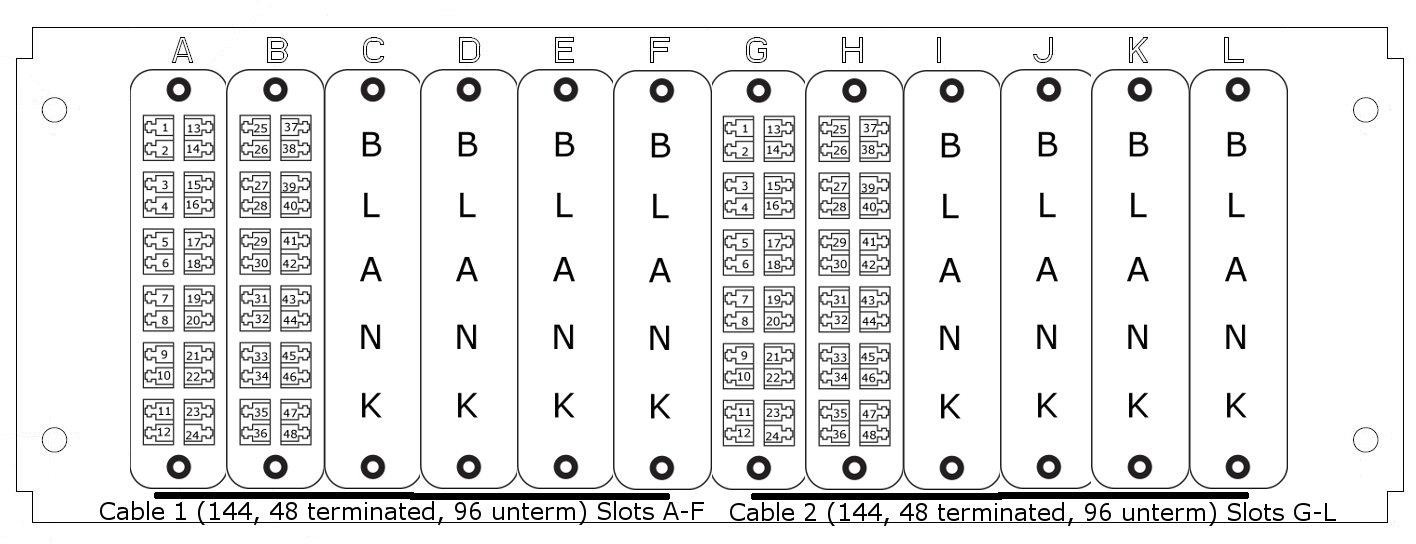 A B C D E F G H I J K L
1 13 25 37 B B B B 1 13 25 37 B B B B
2 14 26 38 2 14 26 38
3 15 27 39 L L L L 3 15 27 39 L L L L
4 16 28 40 4 16 28 40
5 17 29 41 A A A A 5 17 29 41 A A A A
6 18 30 42 6 18 30 42
7 19 31 43 N N N N 7 19 31 43 N N N N
8 20 32 44 8 20 32 44
9 21 33 45 9 21 33 45
10 22 34 46 10 22 34 46
11 23 35 47 K K K K 11 23 35 47 K K K K
12 24 36 48 12 24 36 48
Cable 1 (144, 48 terminated, 96 unterm) Slots A-F
Cable 2 (144, 48 terminated, 96 unterm) Slots G-L